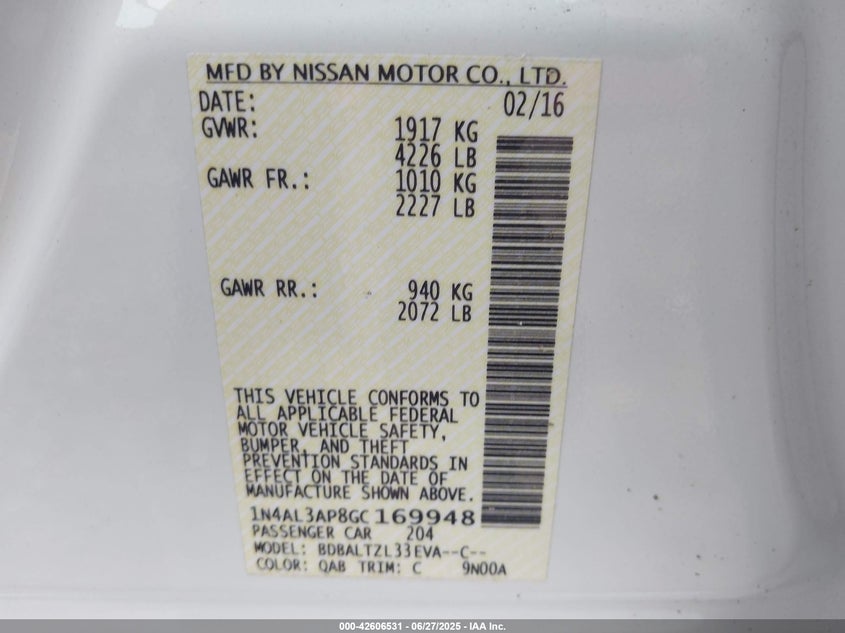 MFD BY NISSAN MOTOR CO., LTD.
DATE: 02/16
GVWR: 1917 KG
4226 LB
GAWR FR.: 1010 KG
2227 LB
GAWR RR.: 940 KG
2072 LB
THIS VEHICLE CONFORMS TO
ALL APPLICABLE FEDERAL
MOTOR VEHICLE SAFETY,
BUMPER, AND THEFT
PREVENTION STANDARDS IN
EFFECT ON THE DATE OF
MANUFACTURE SHOWN ABOVE.
1N4AL3AP8GC169948
PASSENGER CAR 204
MODEL: BDBALTZL33EVA--C--
COLOR: QAB TRIM: C 9N00A
000-42606531 - 06/27/2025 - IAA Inc.